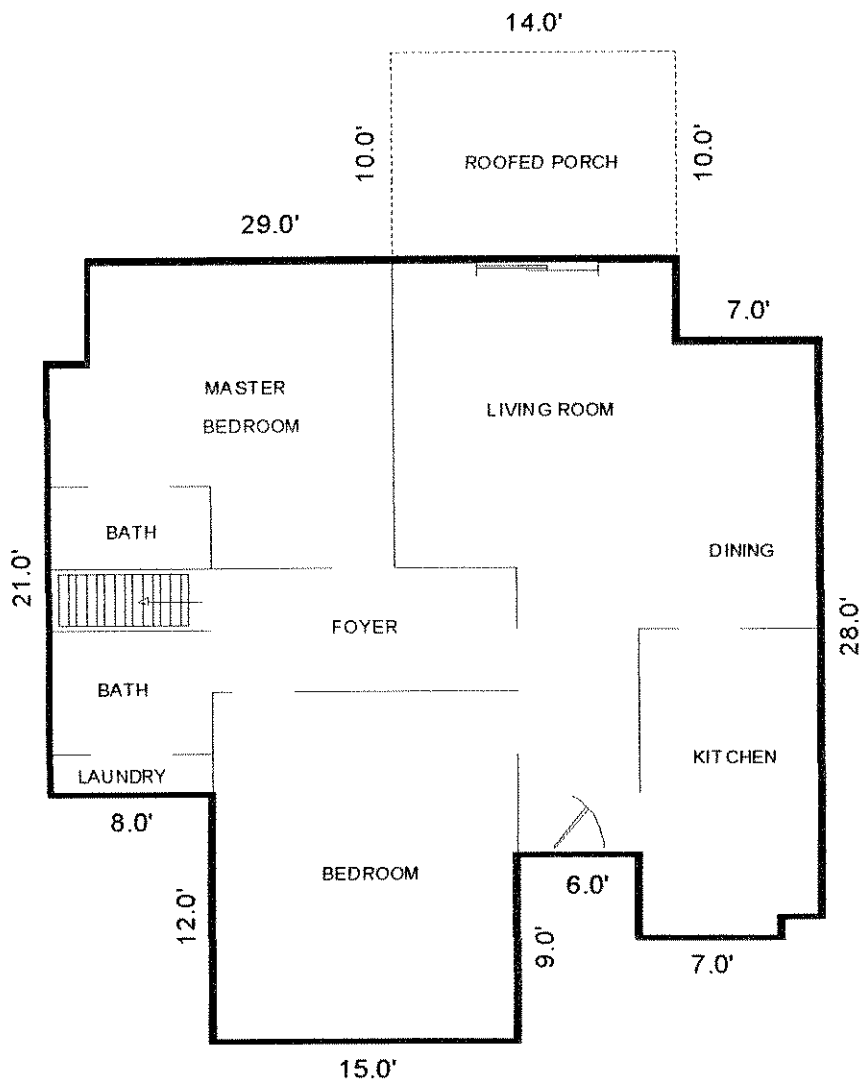 14.0'
10.0'
ROOFED PORCH
10.0'
29.0'
7.0'
MASTER
BEDROOM
LIVING ROOM
BATH
DINING
21.0'
FOYER
28.0'
BATH
KITCHEN
LAUNDRY
8.0'
BEDROOM
6.0'
12.0'
9.0'
7.0'
15.0'